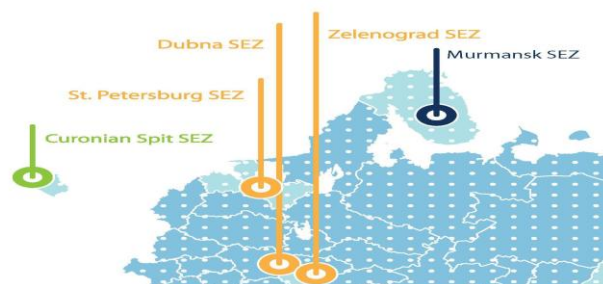 Zelenograd SEZ
Dubna SEZ
Murmansk SEZ
St. Petersburg SEZ
Curonian Spit SEZ